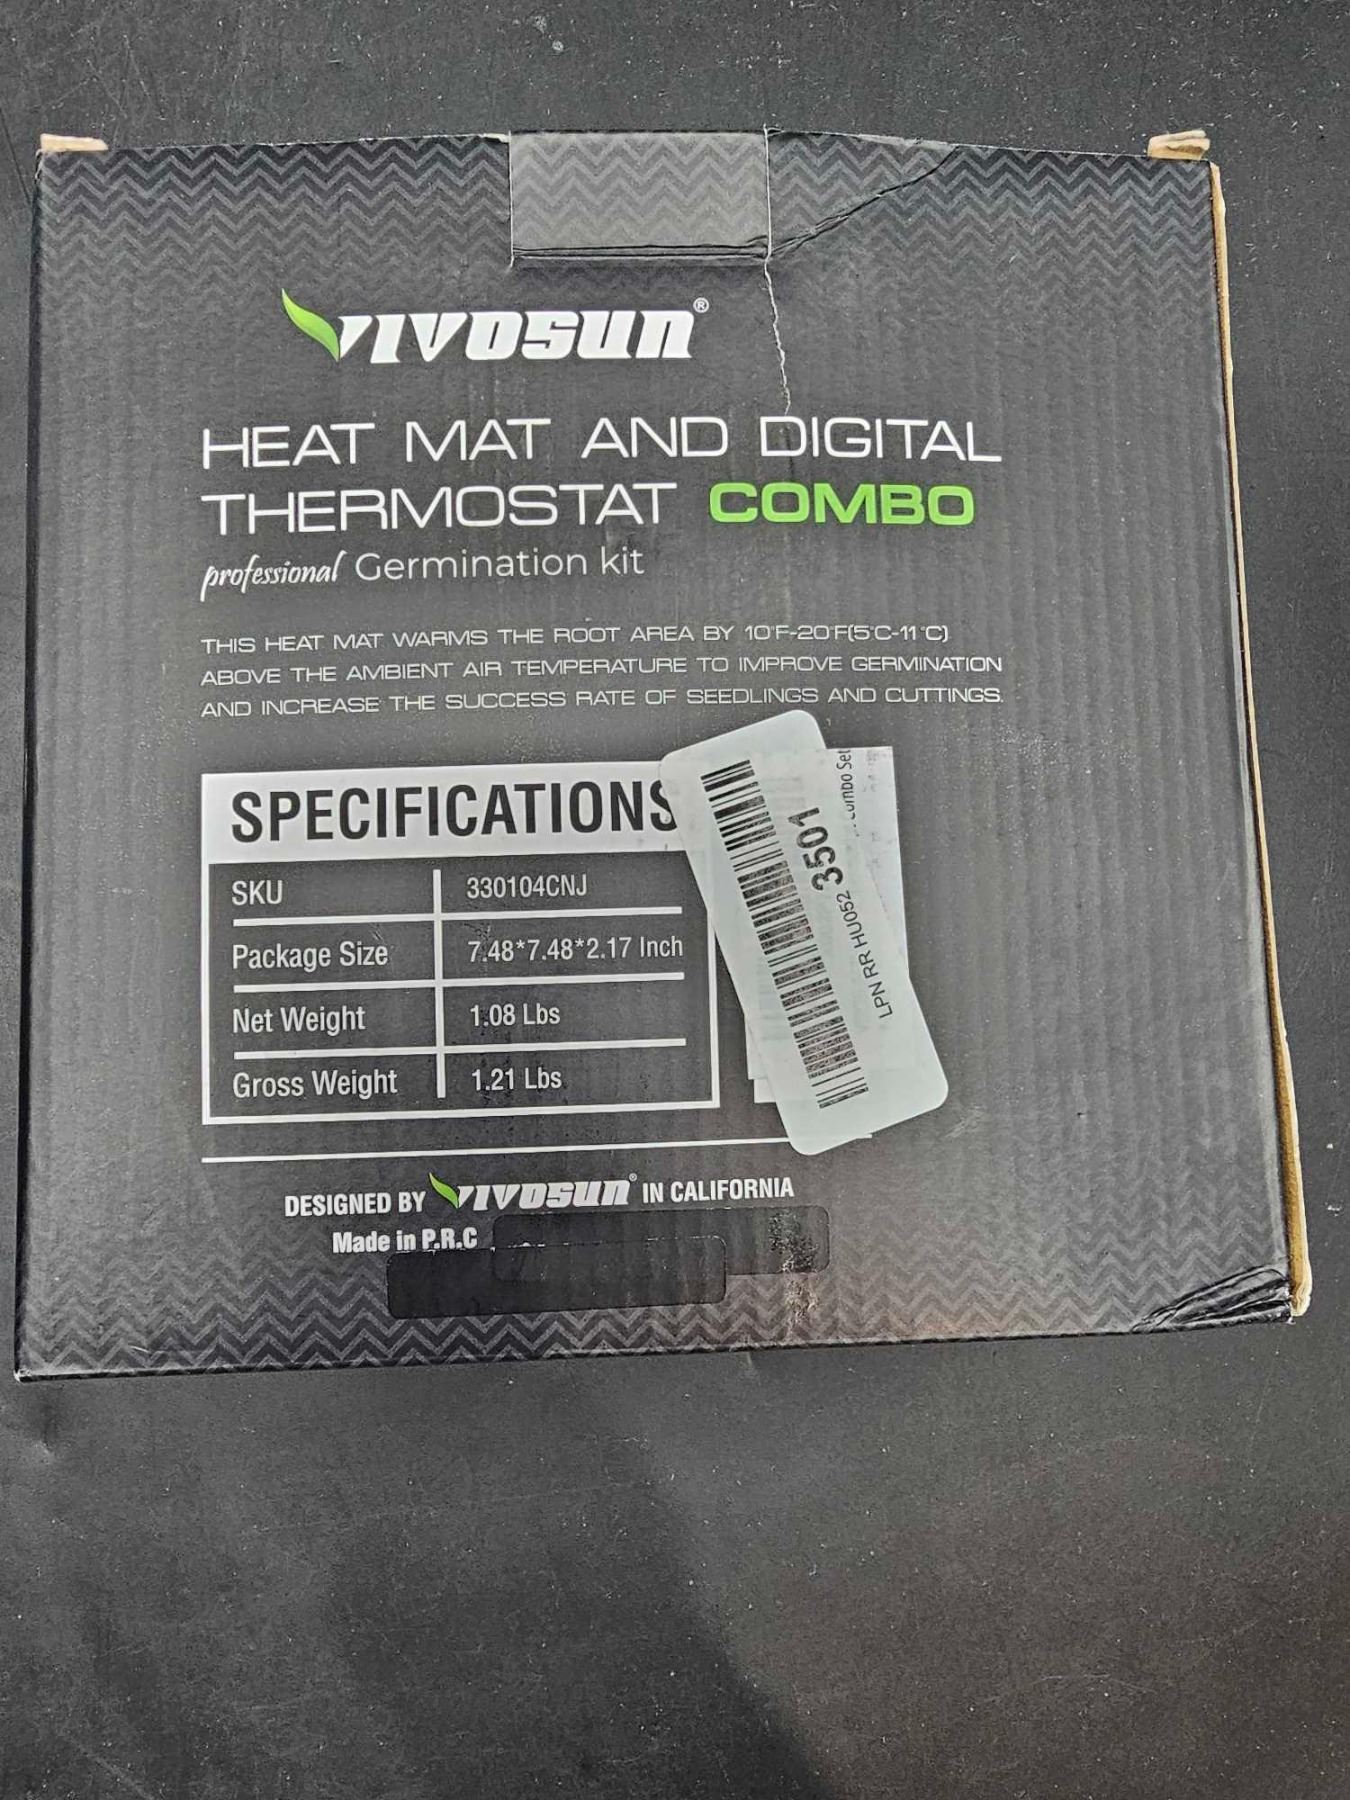 VIVOSUN®
HEAT MAT AND DIGITAL
THERMOSTAT COMBO
professional Germination kit
THIS HEAT MAT WARMS THE ROOT AREA BY 10°F-20°F(5°C-11°C)
ABOVE THE AMBIENT AIR TEMPERATURE TO IMPROVE GERMINATION
AND INCREASE THE SUCCESS RATE OF SEEDLINGS AND CUTTINGS.
SPECIFICATIONS
SKU 330104CNJ
Package Size 7.48*7.48*2.17 Inch
Net Weight 1.08 Lbs
Gross Weight 1.21 Lbs
LPN RR HU052 3501
Combo Set
DESIGNED BY VIVOSUN® IN CALIFORNIA
Made in P.R.C